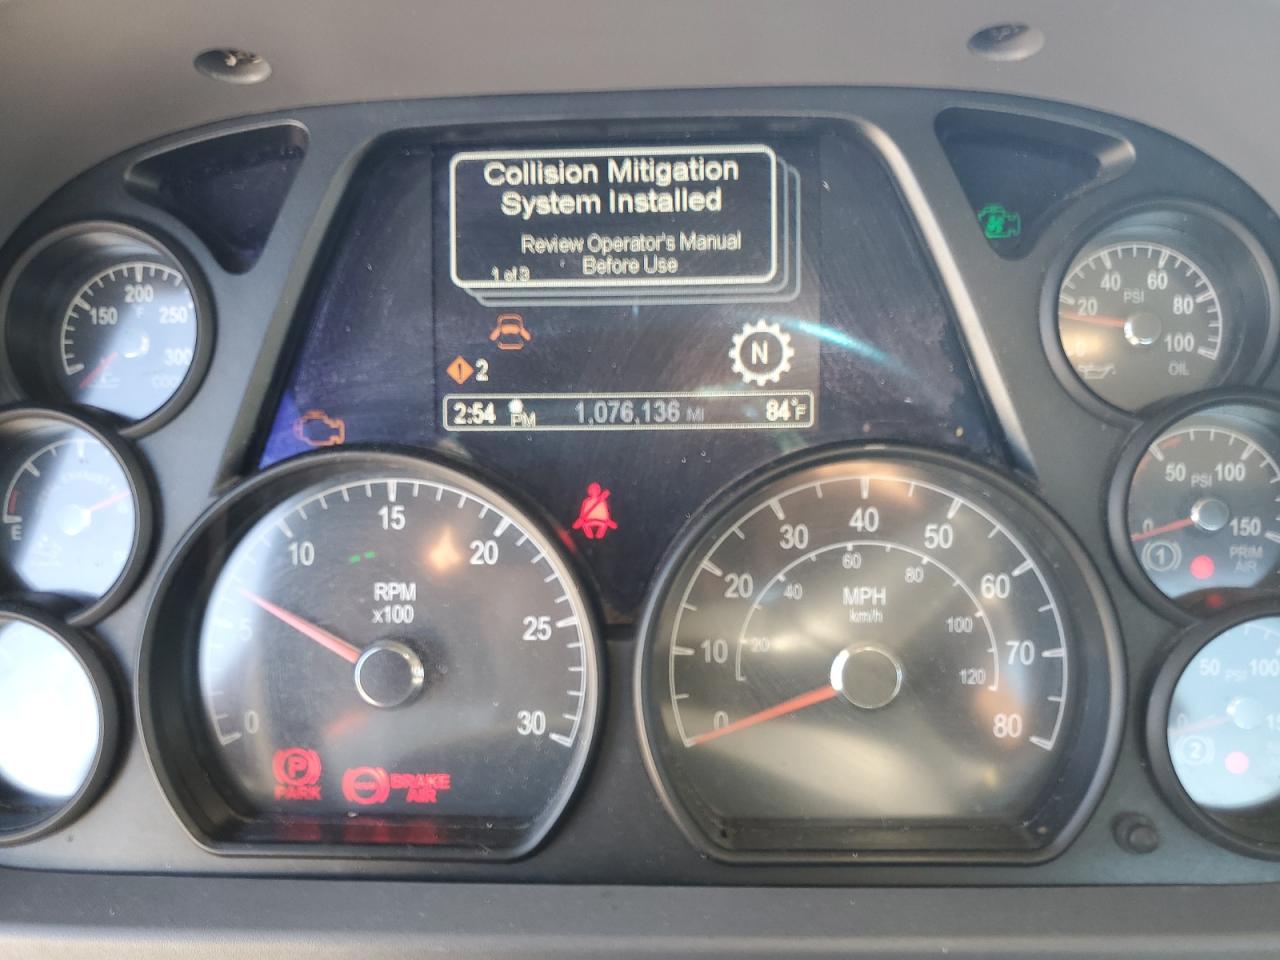 Collision Mitigation
System Installed
Review Operator's Manual
Before Use
1 of 3
2
N
2:54 PM
1,076,136 MI
84°F
150
200
250
300
F
E
0
5
10
15
20
25
30
RPM
x100
PARK
BRAKE
AIR
0
10
20
30
40
50
60
70
80
MPH
km/h
20
40
60
80
100
120
0
20
40
60
80
100
PSI
OIL
0
50
PSI
100
150
1
PRIM
AIR
0
50
PSI
100
2